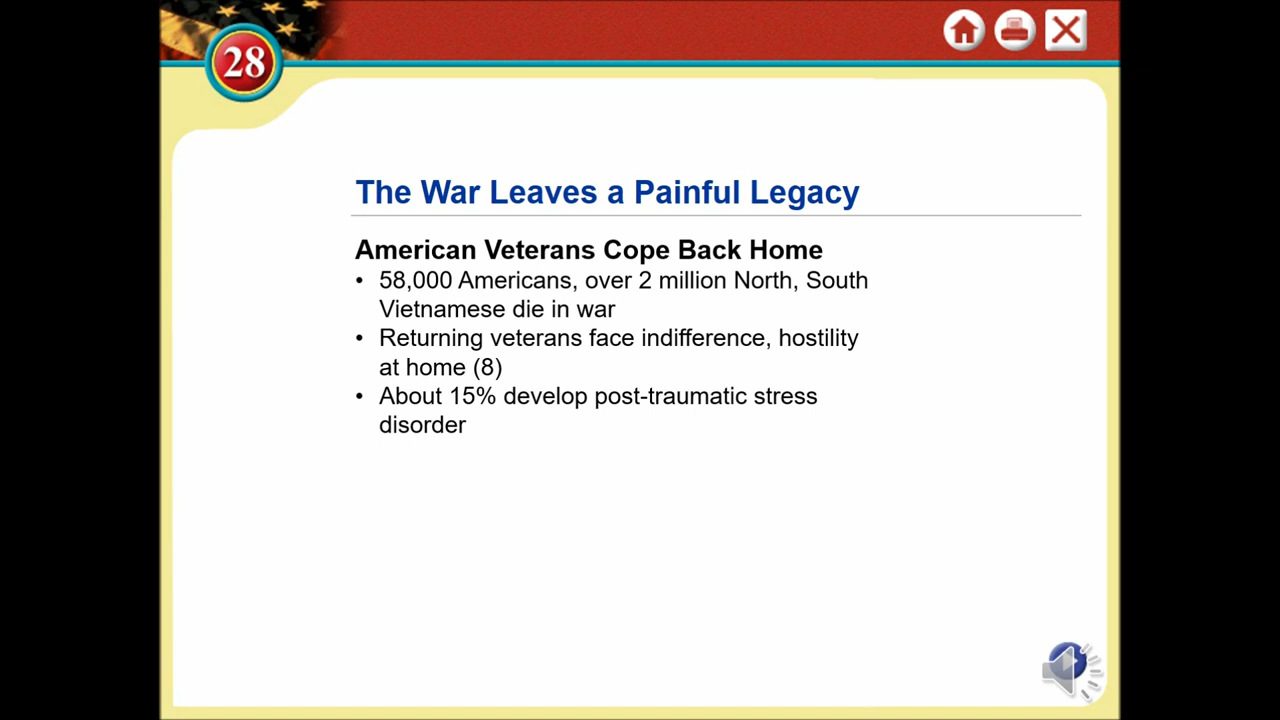 28
The War Leaves a Painful Legacy
American Veterans Cope Back Home
• 58,000 Americans, over 2 million North, South
Vietnamese die in war
• Returning veterans face indifference, hostility
at home (8)
• About 15% develop post-traumatic stress
disorder